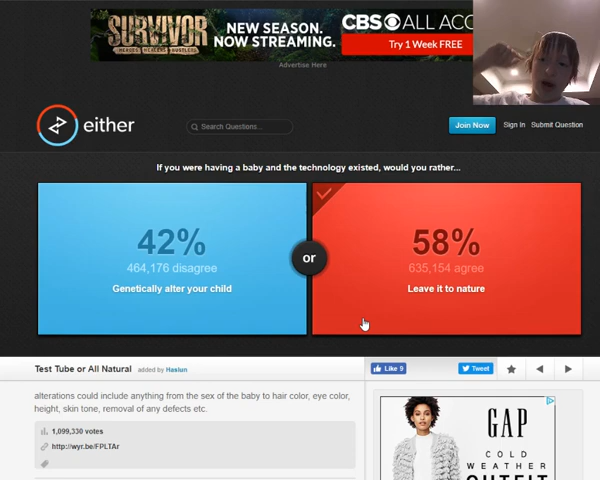 SURVIVOR
HEROES HEALERS HUSTLERS
NEW SEASON.
NOW STREAMING.
CBS ALL ACC
Try 1 Week FREE
Advertise Here
either
Search Questions...
Join Now
Sign In
Submit Question
If you were having a baby and the technology existed, would you rather...
42%
464,176 disagree
Genetically alter your child
or
58%
635,154 agree
Leave it to nature
Test Tube or All Natural added by Haslun
Like 9
Tweet
alterations could include anything from the sex of the baby to hair color, eye color,
height, skin tone, removal of any defects etc.
1,099,330 votes
http://wyr.be/FPLTAr
GAP
COLD
WEATHER
OUTFIT